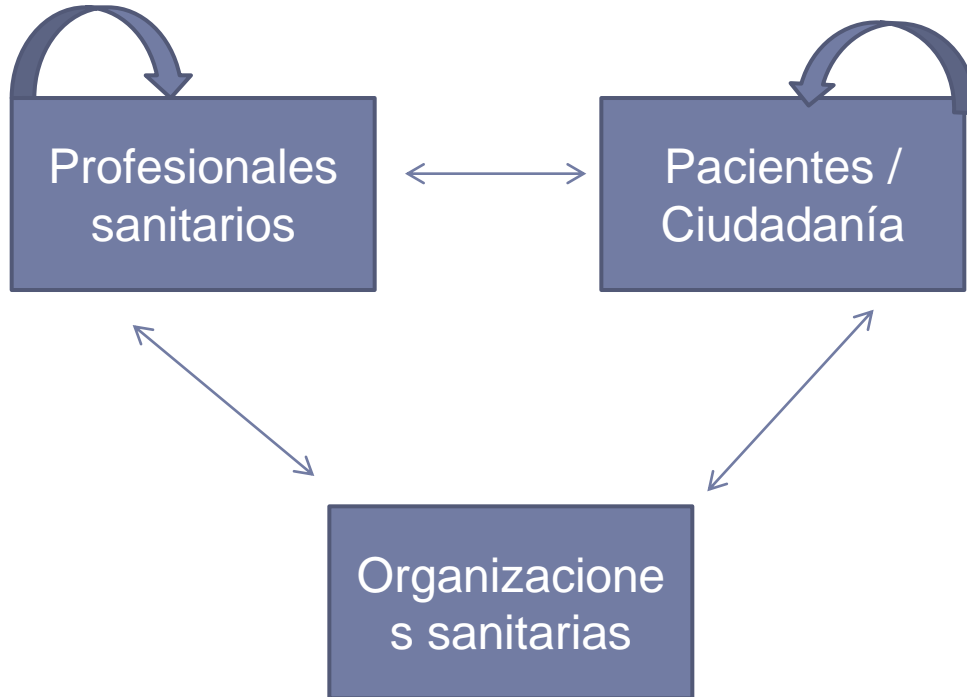 Profesionales
sanitarios
Pacientes /
Ciudadanía
Organizacione
s sanitarias